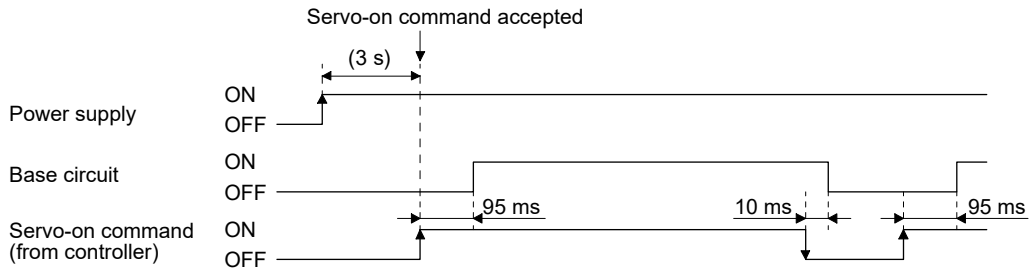 Servo-on command accepted
(3 s)
Power supply
ON
OFF
Base circuit
ON
OFF
95 ms
10 ms
95 ms
Servo-on command
(from controller)
ON
OFF